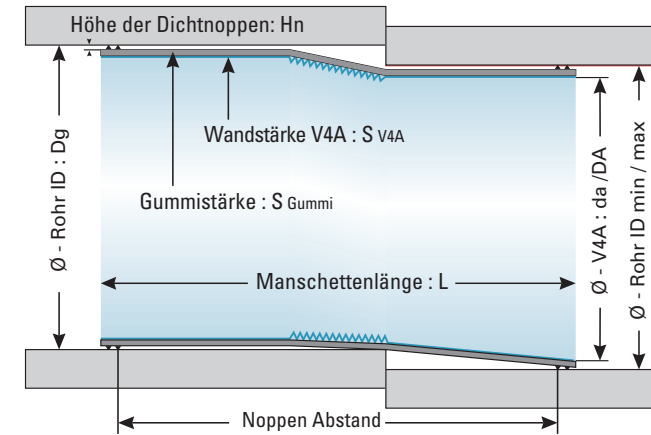 Höhe der Dichtnoppen: Hn
Wandstärke V4A : S V4A
Gummistärke : S Gummi
Ø - Rohr ID : Dg
Manschettenlänge : L
Ø - V4A : da /DA
Ø - Rohr ID min / max
Noppen Abstand